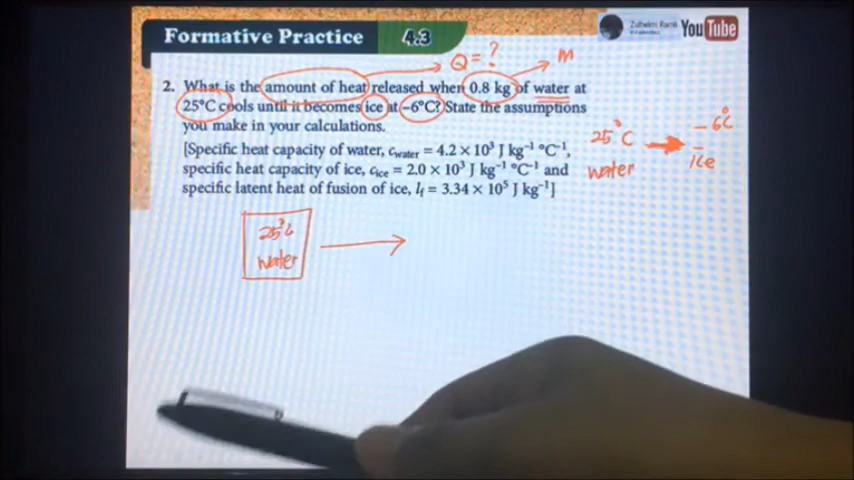 Formative Practice 4.3
Zulhelmi Ramli
YouTube
Q = ?
m
2. What is the amount of heat released when 0.8 kg of water at
25°C cools until it becomes ice at –6°C? State the assumptions
you make in your calculations.
[Specific heat capacity of water, cwater = 4.2 × 10³ J kg⁻¹ °C⁻¹,
specific heat capacity of ice, cice = 2.0 × 10³ J kg⁻¹ °C⁻¹ and
specific latent heat of fusion of ice, lf = 3.34 × 10⁵ J kg⁻¹]
25°C → –6°C
water ice
25°C
water